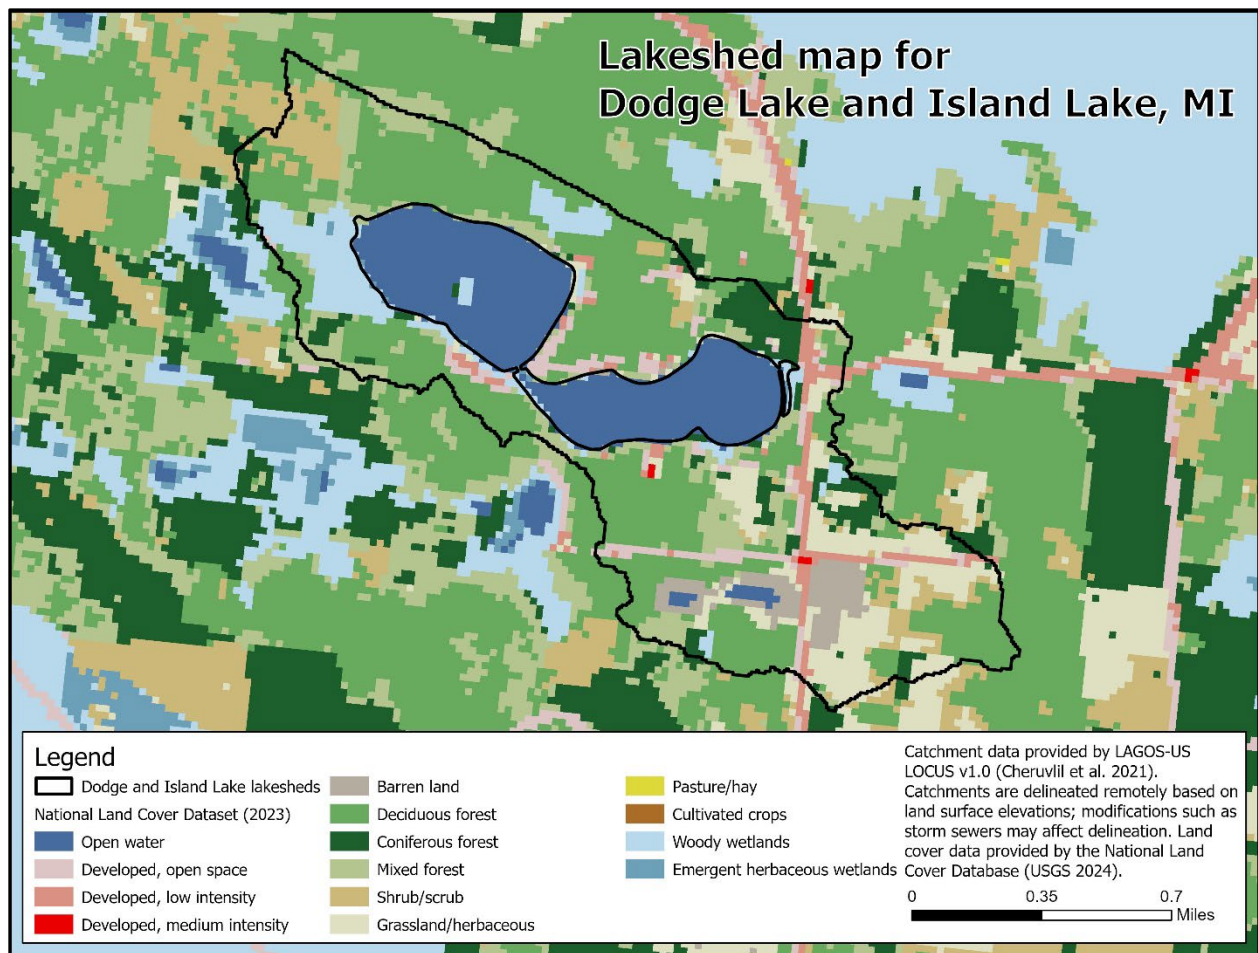 Lakeshed map for
Dodge Lake and Island Lake, MI
Legend
Dodge and Island Lake lakesheds
National Land Cover Dataset (2023)
Open water
Developed, open space
Developed, low intensity
Developed, medium intensity
Barren land
Deciduous forest
Coniferous forest
Mixed forest
Shrub/scrub
Grassland/herbaceous
Pasture/hay
Cultivated crops
Woody wetlands
Emergent herbaceous wetlands
Catchment data provided by LAGOS-US
LOCUS v1.0 (Cheruvlil et al. 2021).
Catchments are delineated remotely based on
land surface elevations; modifications such as
storm sewers may affect delineation. Land
cover data provided by the National Land
Cover Database (USGS 2024).
0 0.35 0.7
Miles